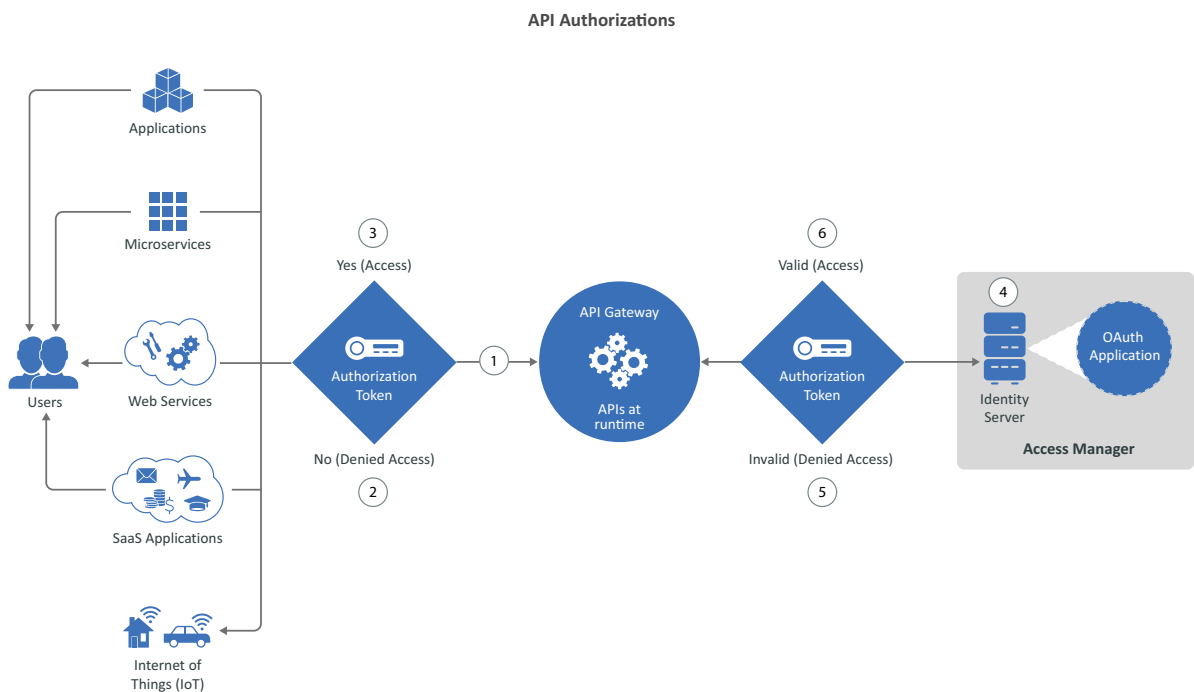 API Authorizations
Applications
Microservices
Web Services
SaaS Applications
$
Internet of
Things (IoT)
Users
3
Yes (Access)
Authorization
Token
No (Denied Access)
2
1
API Gateway
APIs at
runtime
6
Valid (Access)
Authorization
Token
Invalid (Denied Access)
5
4
Identity
Server
OAuth
Application
Access Manager